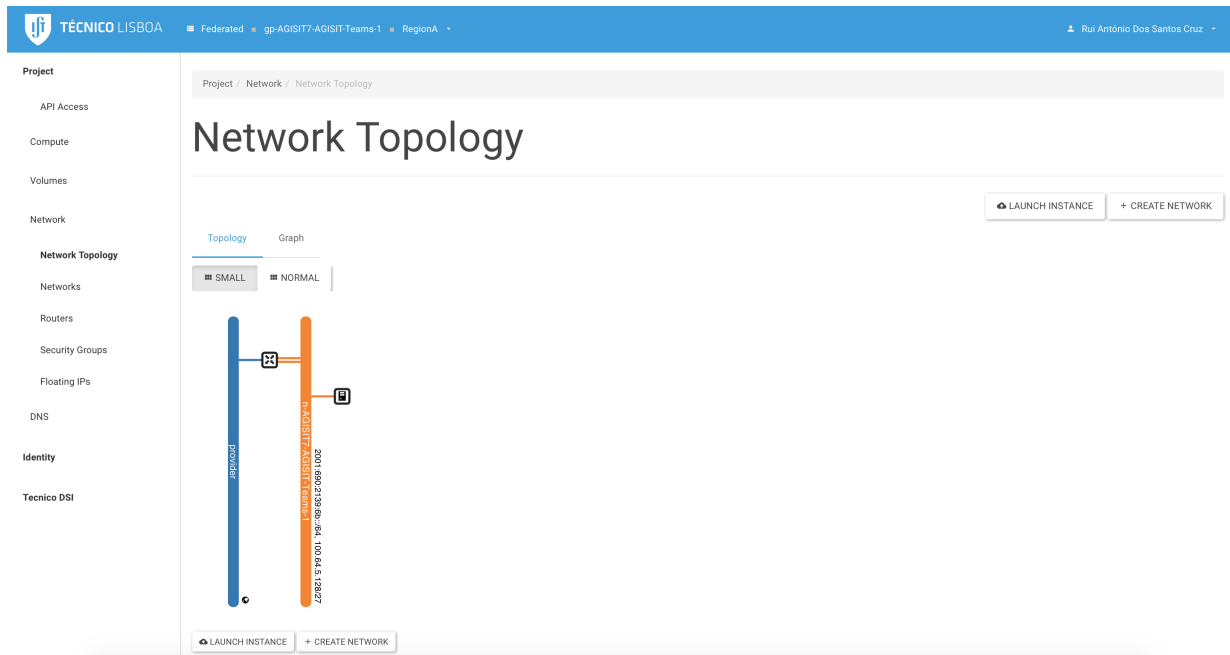 TÉCNICO LISBOA
Federated gp-AGISIT7-AGISIT-Teams-1 RegionA
Rui António Dos Santos Cruz
Project
API Access
Compute
Volumes
Network
Network Topology
Networks
Routers
Security Groups
Floating IPs
DNS
Identity
Tecnico DSI
Project / Network / Network Topology
Network Topology
LAUNCH INSTANCE
+ CREATE NETWORK
Topology
Graph
SMALL
NORMAL
provider
n-AGISIT7-AGISIT-Teams-1
2001:690:2139:6b::/64, 100.64.5.128/27
LAUNCH INSTANCE
+ CREATE NETWORK